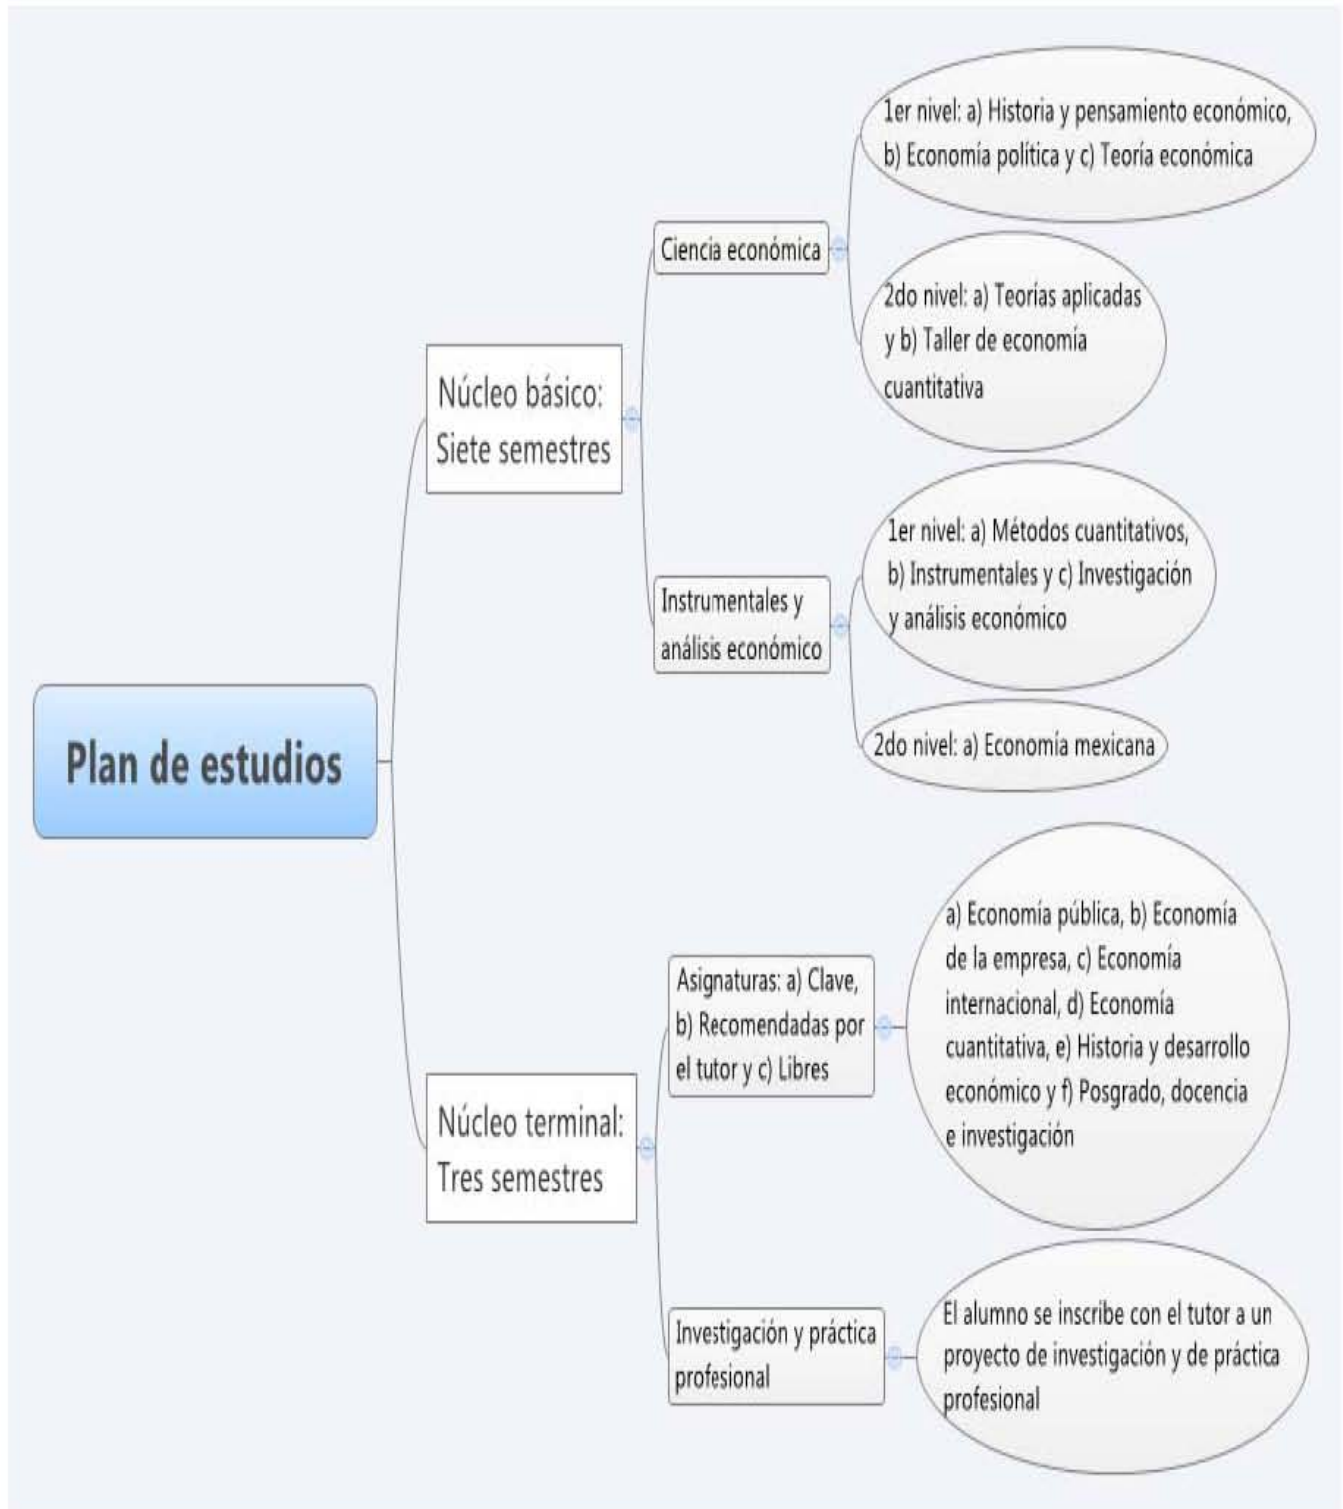 Plan de estudios
Núcleo básico:
Siete semestres
Ciencia económica
1er nivel: a) Historia y pensamiento económico,
b) Economía política y c) Teoría económica
2do nivel: a) Teorías aplicadas
y b) Taller de economía
cuantitativa
Instrumentales y
análisis económico
1er nivel: a) Métodos cuantitativos,
b) Instrumentales y c) Investigación
y análisis económico
2do nivel: a) Economía mexicana
Núcleo terminal:
Tres semestres
Asignaturas: a) Clave,
b) Recomendadas por
el tutor y c) Libres
a) Economía pública, b) Economía
de la empresa, c) Economía
internacional, d) Economía
cuantitativa, e) Historia y desarrollo
económico y f) Posgrado, docencia
e investigación
Investigación y práctica
profesional
El alumno se inscribe con el tutor a un
proyecto de investigación y de práctica
profesional